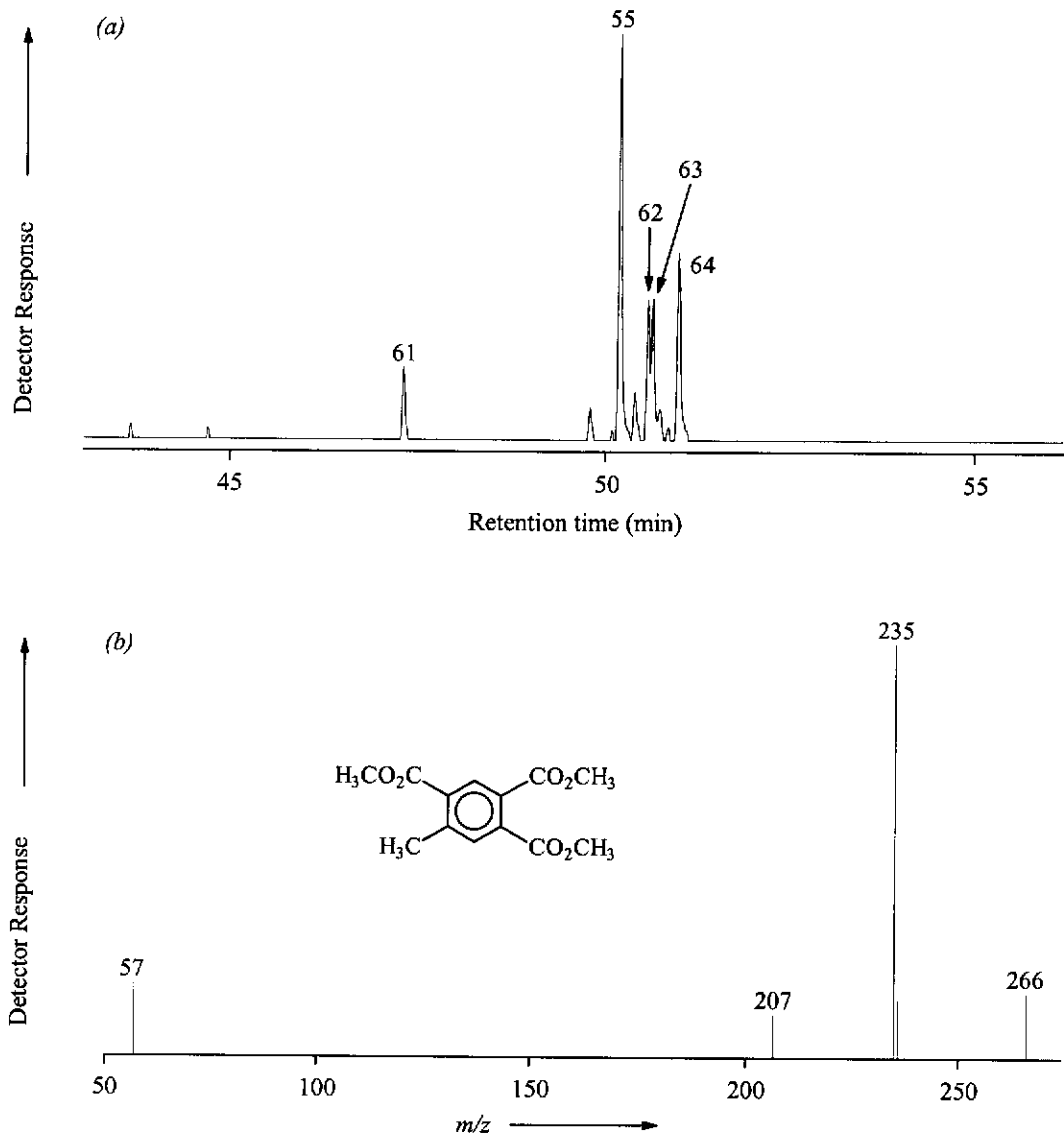 (a)
55
63
62
64
61
Detector Response
45
50
55
Retention time (min)
(b)
235
H₃CO₂C
CO₂CH₃
H₃C
CO₂CH₃
57
207
266
Detector Response
50
100
150
200
250
m/z